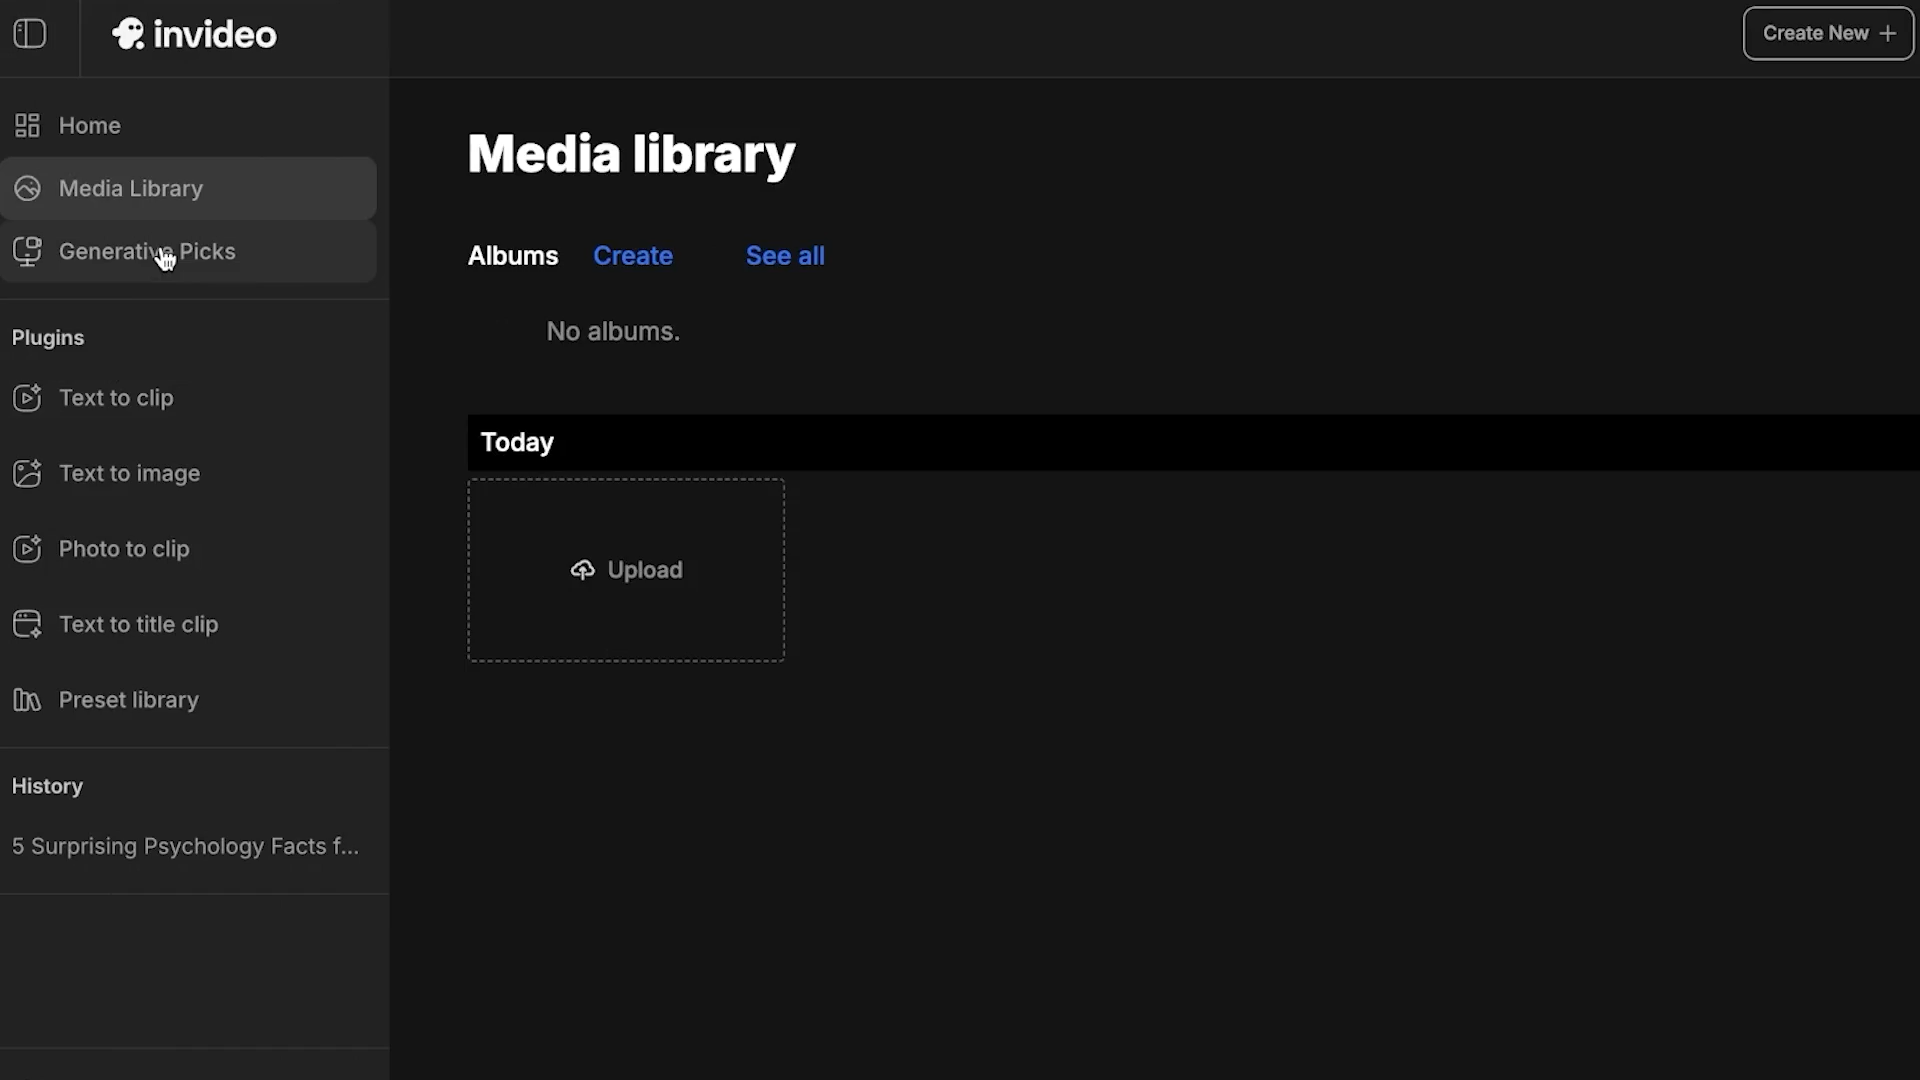 invideo
Create New +
Home
Media Library
Generative Picks
Plugins
Text to clip
Text to image
Photo to clip
Text to title clip
Preset library
History
5 Surprising Psychology Facts f...
Media library
Albums Create See all
No albums.
Today
Upload